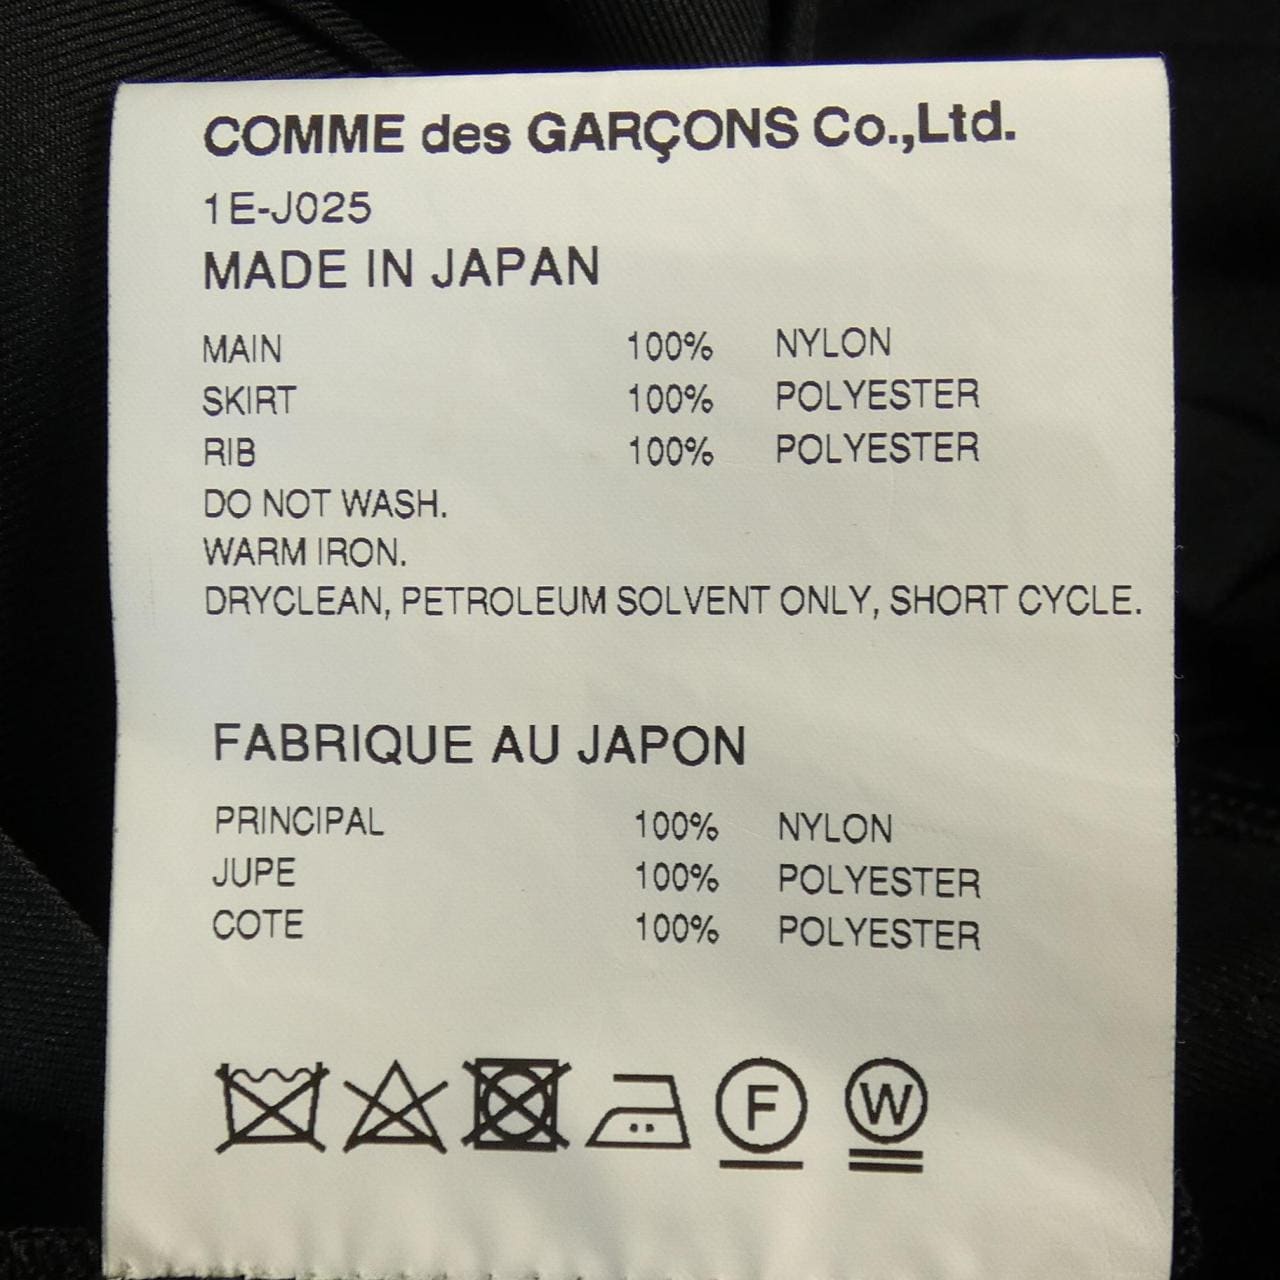 COMME des GARÇONS Co.,Ltd.
1E-J025
MADE IN JAPAN
MAIN 100% NYLON
SKIRT 100% POLYESTER
RIB 100% POLYESTER
DO NOT WASH.
WARM IRON.
DRYCLEAN, PETROLEUM SOLVENT ONLY, SHORT CYCLE.
FABRIQUE AU JAPON
PRINCIPAL 100% NYLON
JUPE 100% POLYESTER
COTE 100% POLYESTER
F W